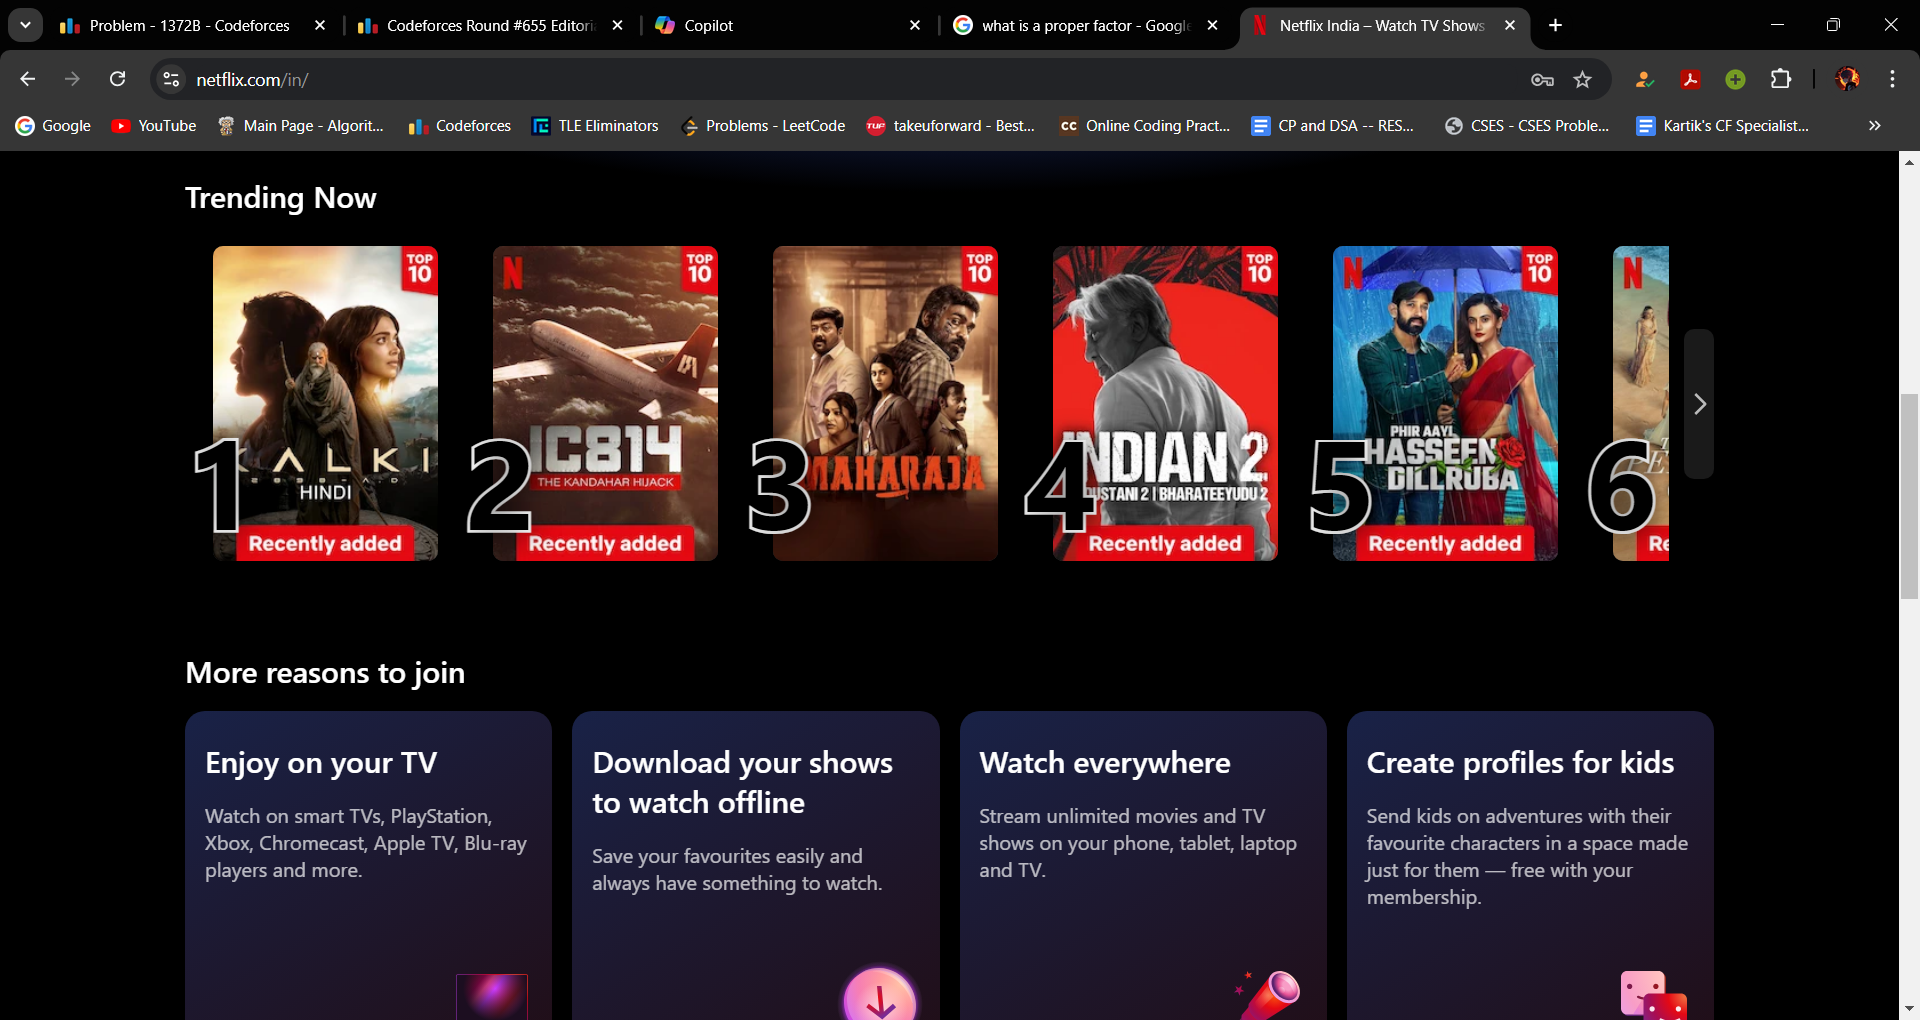 Problem - 1372B - Codeforces
Codeforces Round #655 Editori
Copilot
what is a proper factor - Google
Netflix India – Watch TV Shows
netflix.com/in/
Google
YouTube
Main Page - Algorit...
Codeforces
TLE Eliminators
Problems - LeetCode
TUF
takeuforward - Best...
CC
Online Coding Pract...
CP and DSA -- RES...
CSES - CSES Proble...
Kartik's CF Specialist...
Trending Now
TOP
10
KALKI
2898-A.D
HINDI
1
Recently added
N
TOP
10
IC814
THE KANDAHAR HIJACK
2
Recently added
TOP
10
MAHARAJA
3
TOP
10
INDIAN 2
DUSTANI 2 | BHARATEEYUDU 2
4
Recently added
N
TOP
10
PHIR AAYI
HASSEEN
DILLRUBA
5
Recently added
N
6
Re
More reasons to join
Enjoy on your TV
Watch on smart TVs, PlayStation,
Xbox, Chromecast, Apple TV, Blu-ray
players and more.
Download your shows
to watch offline
Save your favourites easily and
always have something to watch.
Watch everywhere
Stream unlimited movies and TV
shows on your phone, tablet, laptop
and TV.
Create profiles for kids
Send kids on adventures with their
favourite characters in a space made
just for them — free with your
membership.